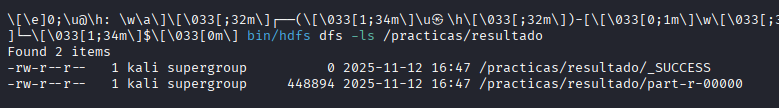 \[\e]0;\u@\h: \w\a\]\[\033[;32m\]┌──(\[\033[1;34m\]\u㉿\h\[\033[;32m\])-[\[\033[0;1m\]\w\[\033[;3
]└─\[\033[1;34m\]$\[\033[0m\] bin/hdfs dfs -ls /practicas/resultado
Found 2 items
-rw-r--r--   1 kali supergroup          0 2025-11-12 16:47 /practicas/resultado/_SUCCESS
-rw-r--r--   1 kali supergroup     448894 2025-11-12 16:47 /practicas/resultado/part-r-00000